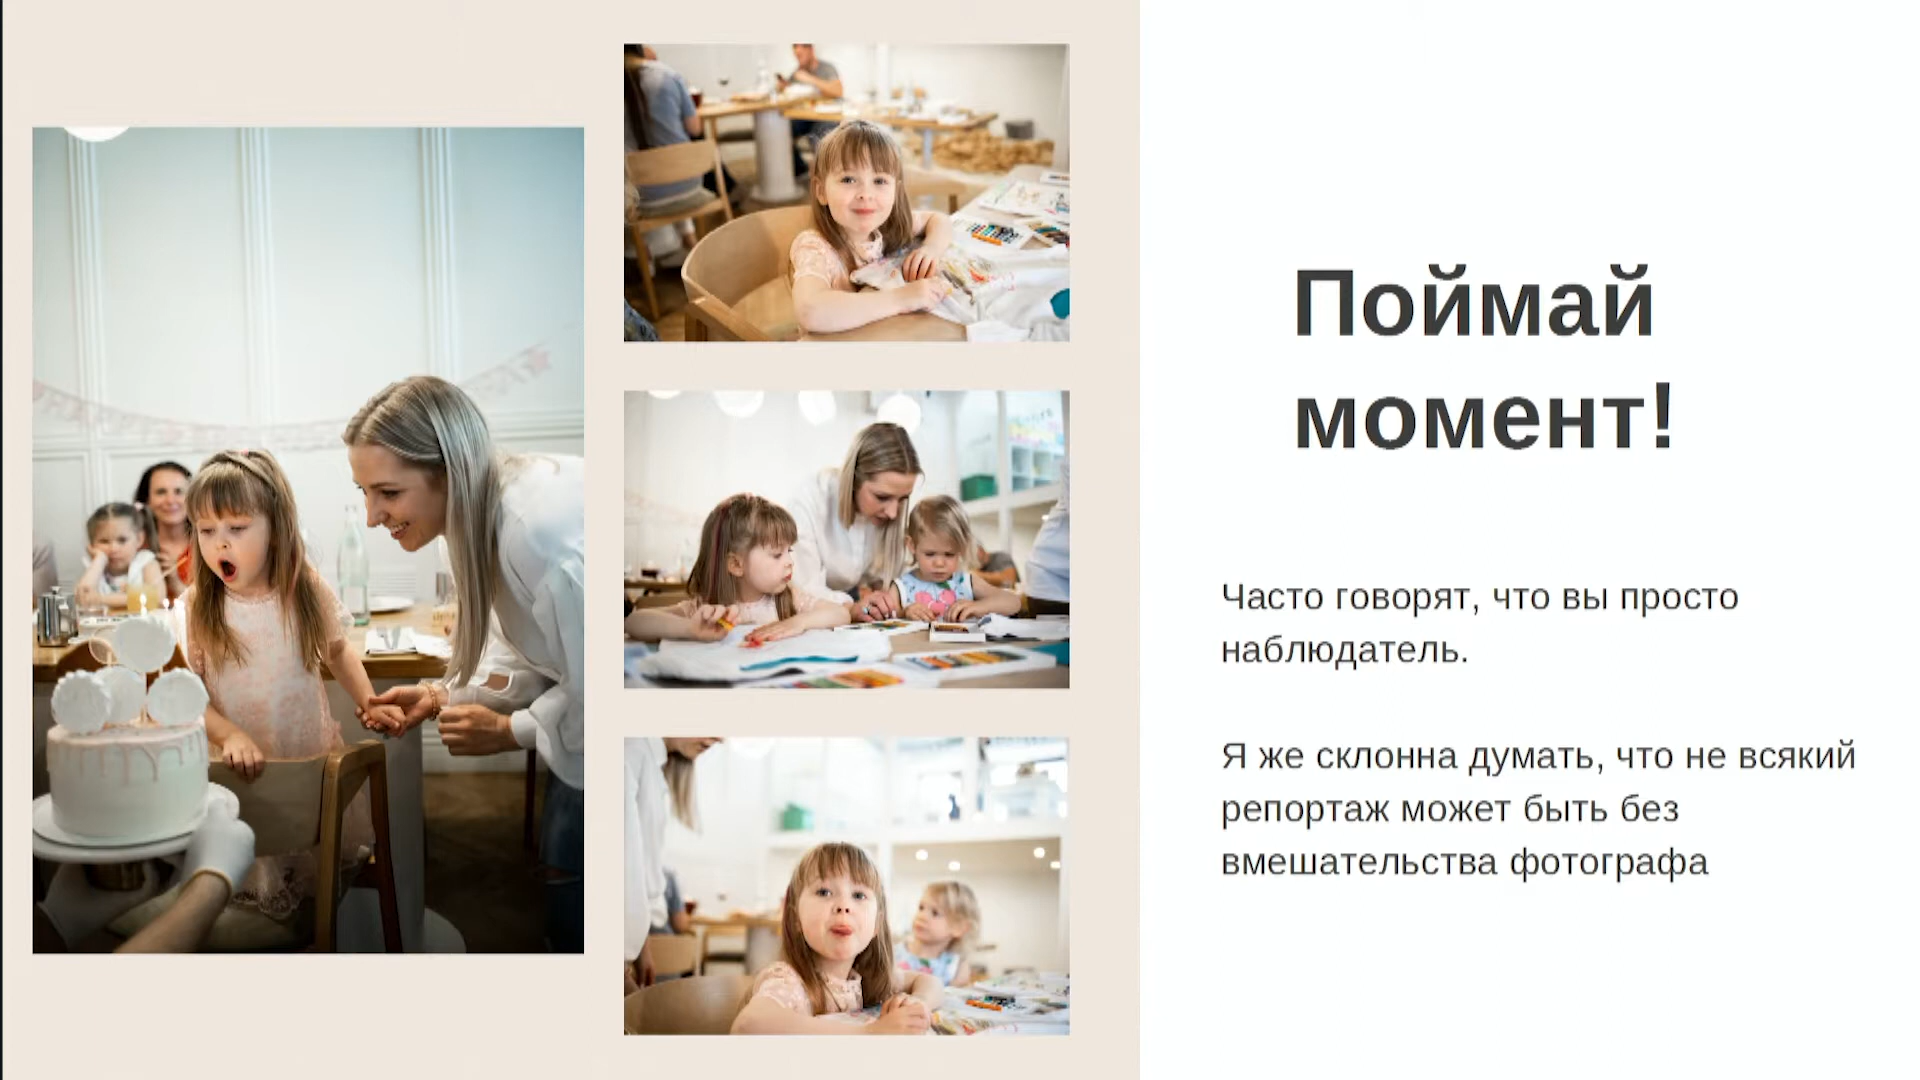 Поймай
момент!
Часто говорят, что вы просто
наблюдатель.
Я же склонна думать, что не всякий
репортаж может быть без
вмешательства фотографа